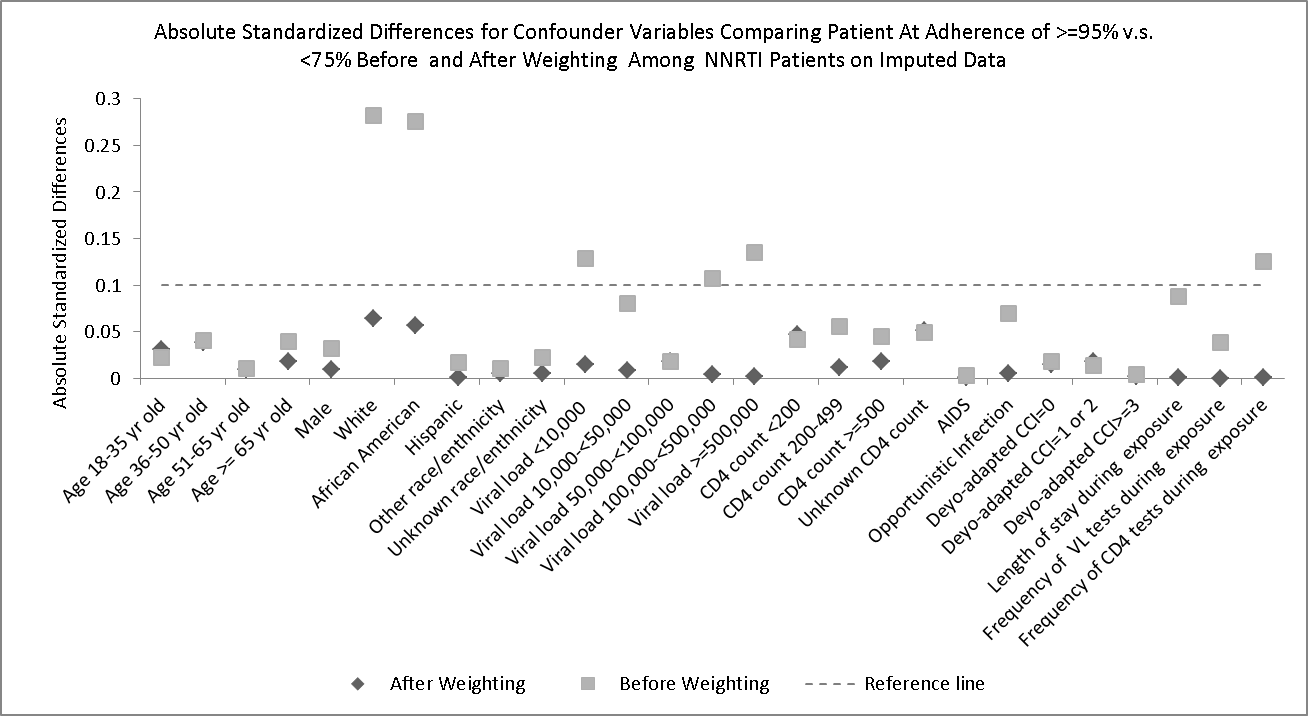 Absolute Standardized Differences for Confounder Variables Comparing Patient At Adherence of >=95% v.s.
<75% Before and After Weighting Among NNRTI Patients on Imputed Data
Absolute Standardized Differences
0.3
0.25
0.2
0.15
0.1
0.05
0
Age 18-35 yr old
Age 36-50 yr old
Age 51-65 yr old
Age >= 65 yr old
Male
White
African American
Hispanic
Other race/enthnicity
Unknown race/ethnicity
Viral load <10,000
Viral load 10,000-<50,000
Viral load 50,000-<100,000
Viral load 100,000-<500,000
Viral load >=500,000
CD4 count <200
CD4 count 200-499
CD4 count >=500
Unknown CD4 count
AIDS
Opportunistic Infection
Deyo-adapted CCI=0
Deyo-adapted CCI=1 or 2
Deyo-adapted CCI>=3
Length of stay during exposure
Frequency of VL tests during exposure
Frequency of CD4 tests during exposure
After Weighting
Before Weighting
Reference line